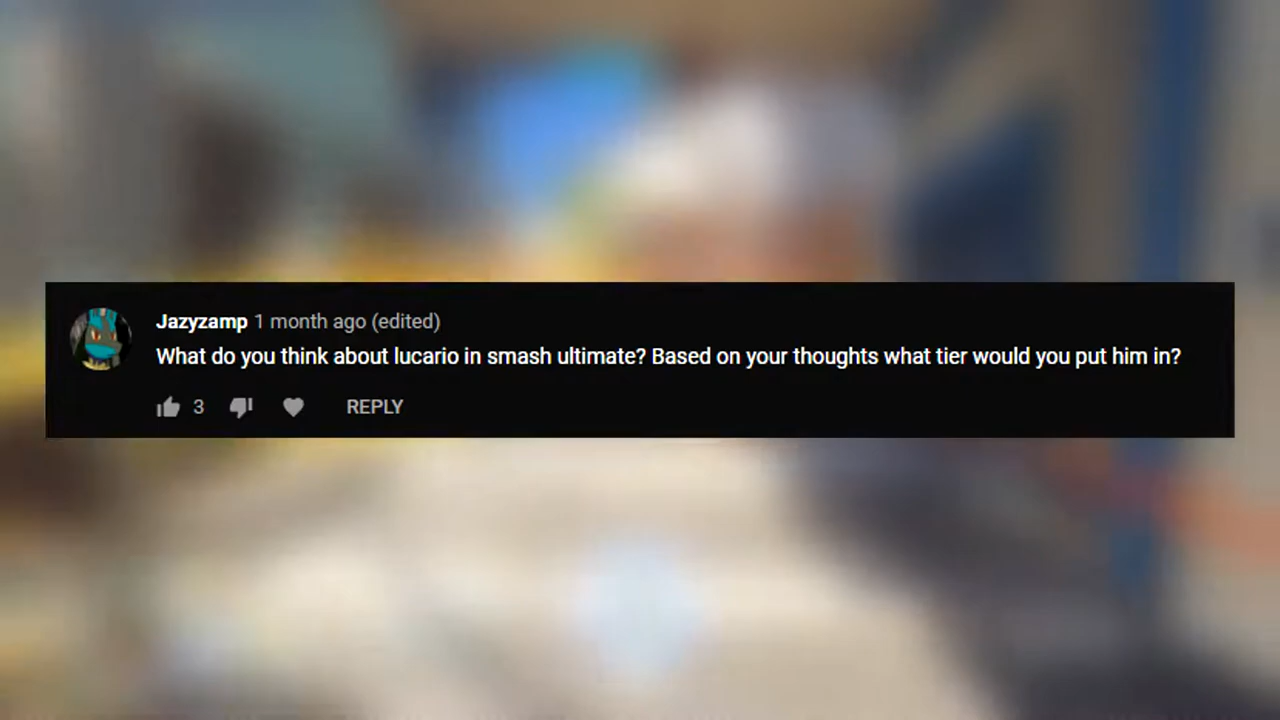 Jazyzamp 1 month ago (edited)
What do you think about lucario in smash ultimate? Based on your thoughts what tier would you put him in?
3 REPLY